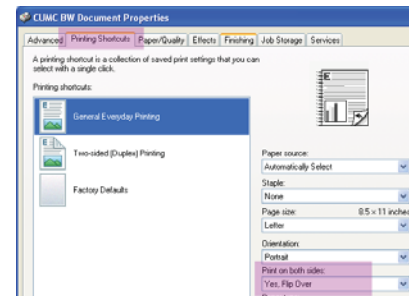 CUMC BW Document Properties
Advanced Printing Shortcuts Paper/Quality Effects Finishing Job Storage Services
A printing shortcut is a collection of saved print settings that you can
select with a single click.
Printing shortcuts:
General Everyday Printing
Two-sided (Duplex) Printing
Factory Defaults
E
Paper source:
Automatically Select
Staple:
None
Page size: 8.5 × 11 inches
Letter
Orientation:
Portrait
Print on both sides:
Yes, Flip Over